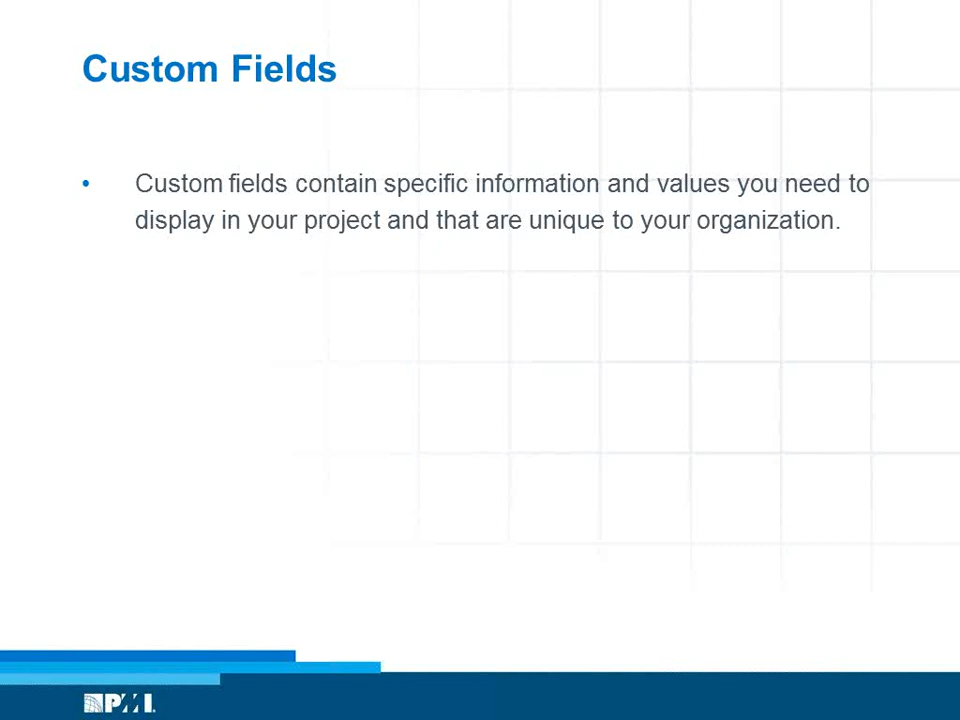 Custom Fields
• Custom fields contain specific information and values you need to
display in your project and that are unique to your organization.
PMI